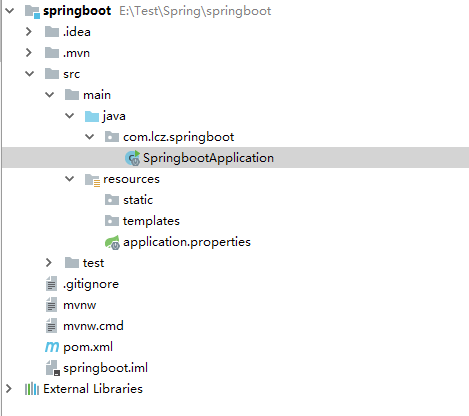 springboot E:\Test\Spring\springboot
.idea
.mvn
src
main
java
com.lcz.springboot
SpringbootApplication
resources
static
templates
application.properties
test
.gitignore
mvnw
mvnw.cmd
pom.xml
springboot.iml
External Libraries